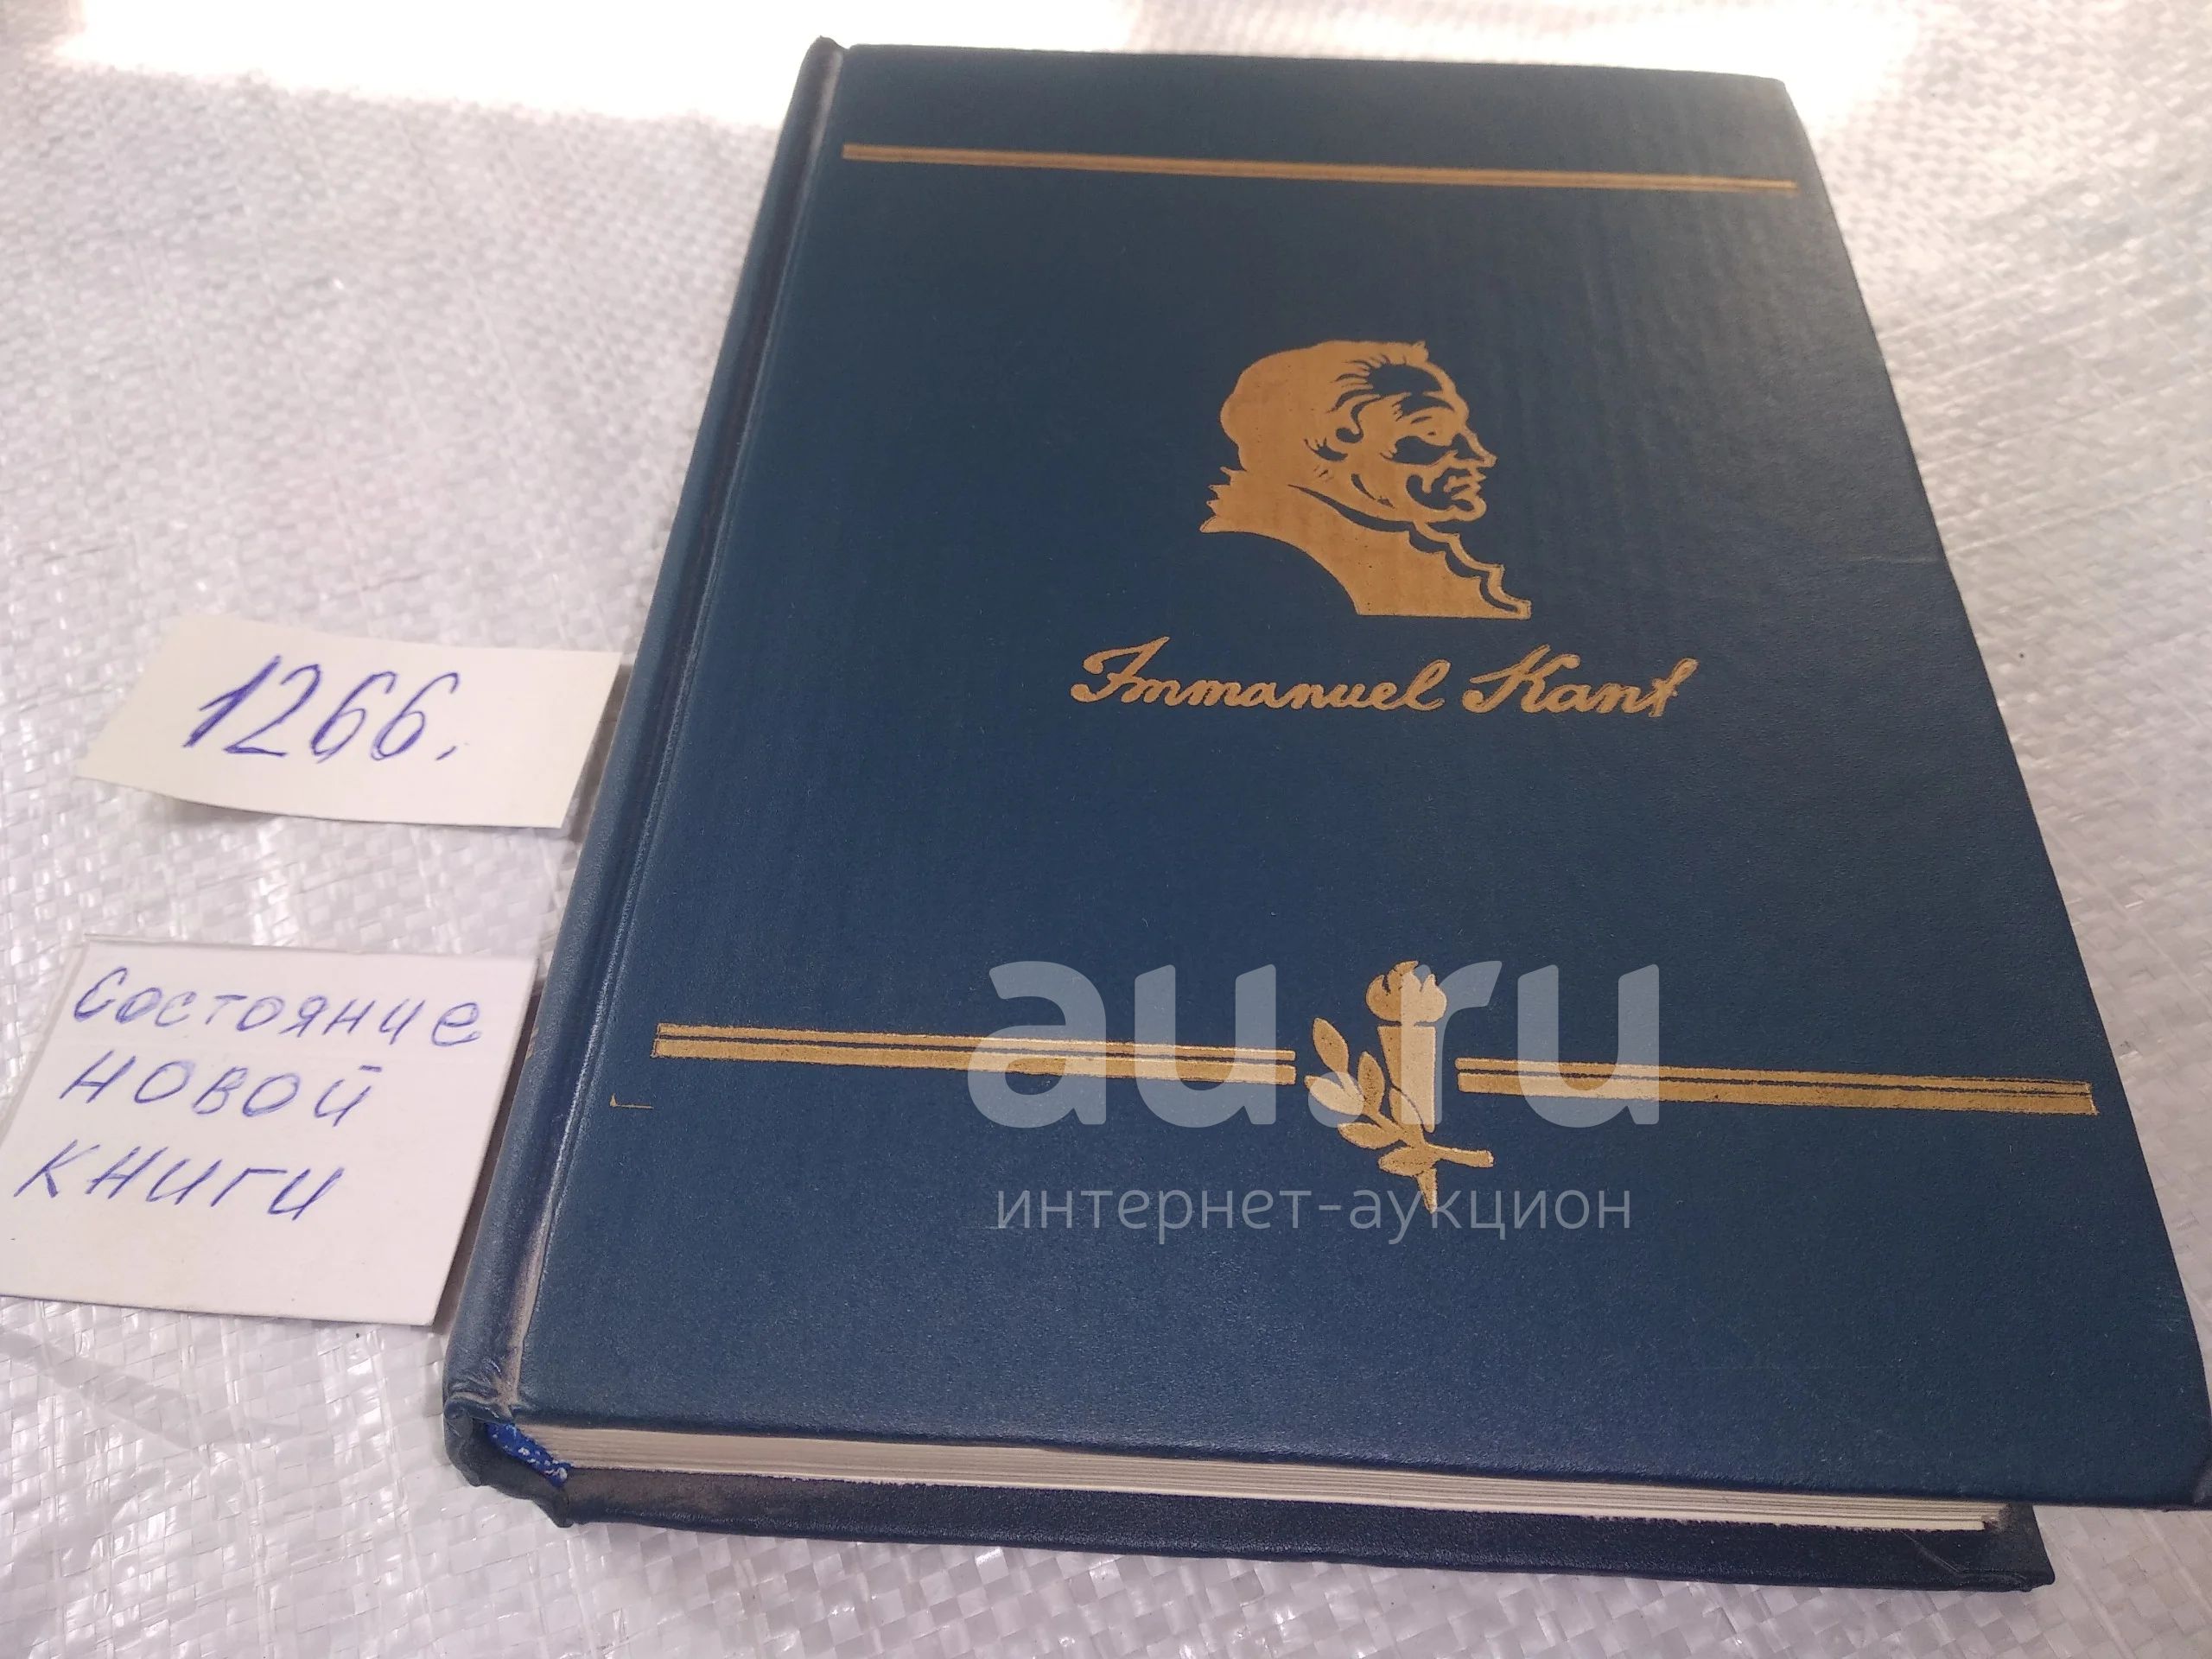 Immanuel Kant
1266.
Состояние
новой
книги
au.ru
интернет-аукцион